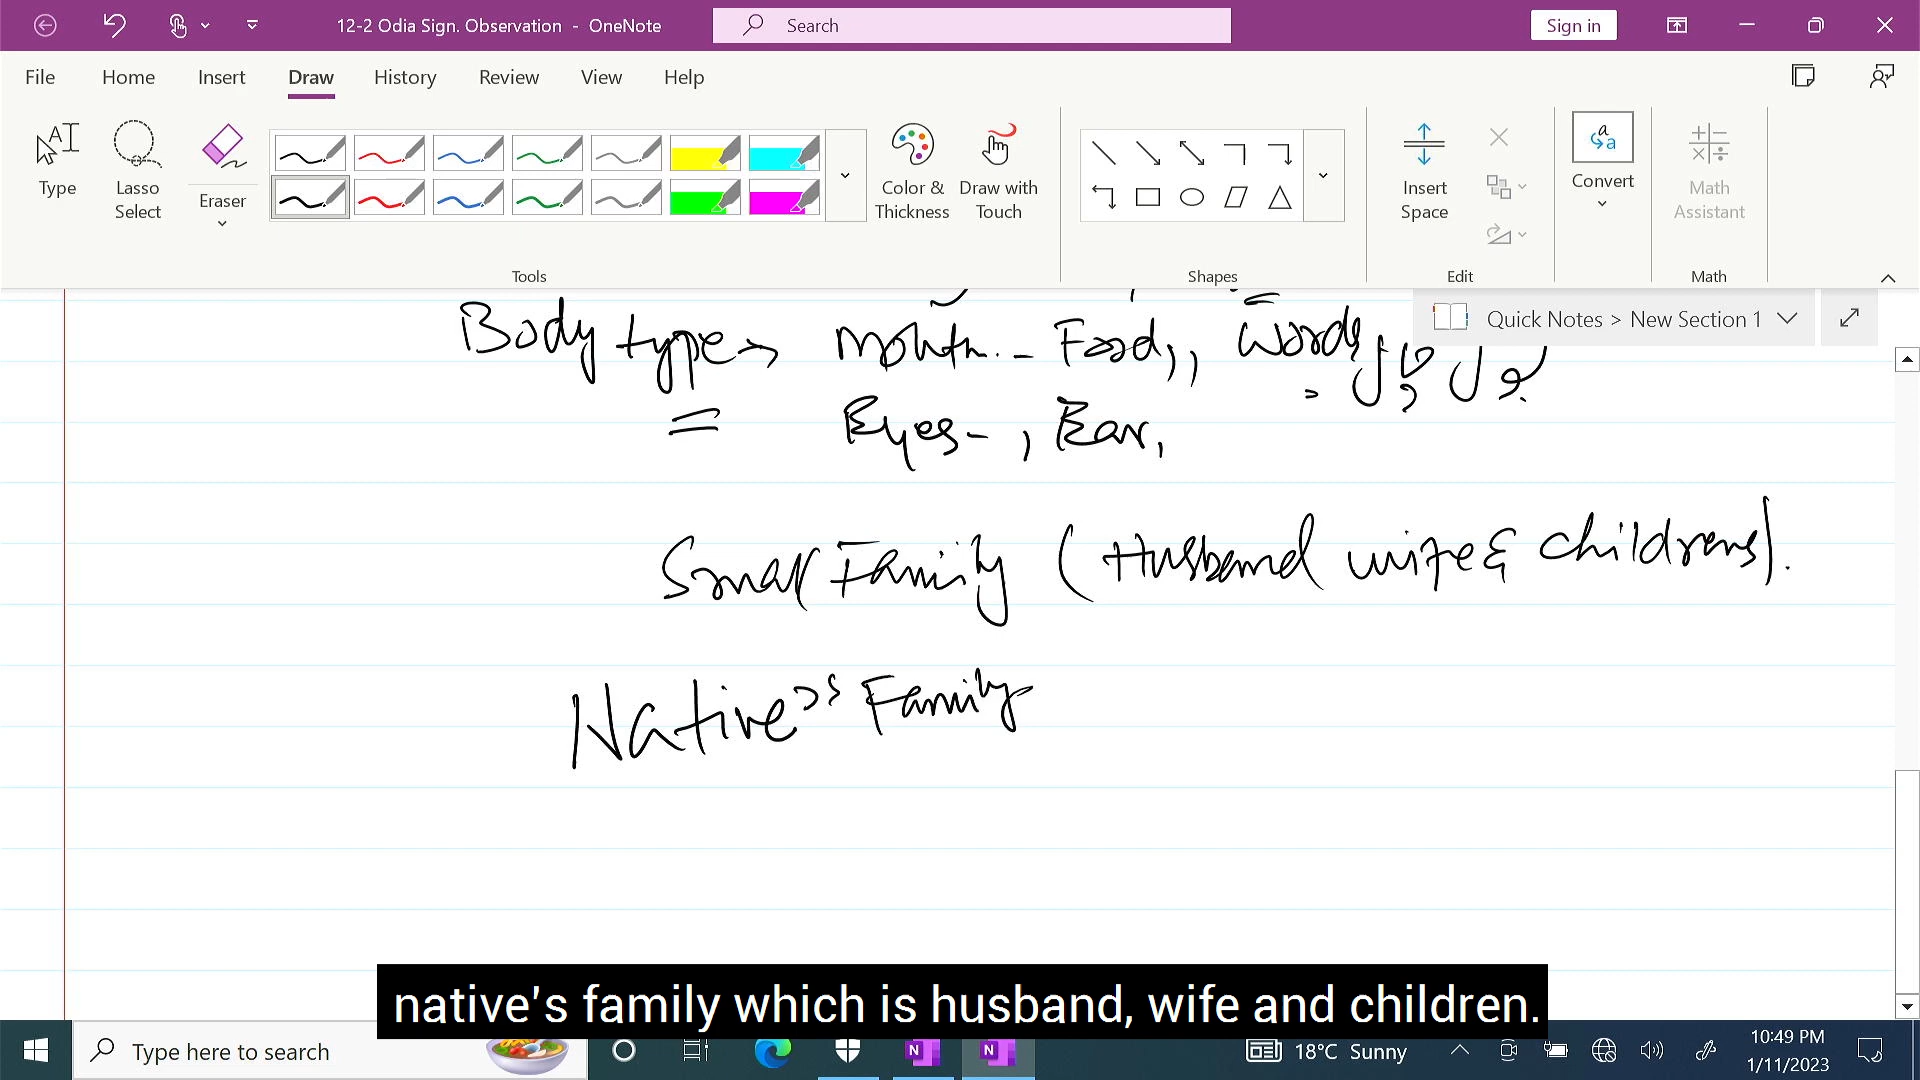 12-2 Odia Sign. Observation - OneNote
Search
Sign in
File Home Insert Draw History Review View Help
Type
Lasso Select
Eraser
Color & Thickness
Draw with Touch
Insert Space
Convert
Math Assistant
Tools
Shapes
Edit
Math
Quick Notes > New Section 1
Body type → Mouth. - Food,, Words
= Eyes - , Ear,
Small Family (Husband wife & childrens).
Native's Family
native's family which is husband, wife and children.
Type here to search
18°C Sunny
10:49 PM
1/11/2023